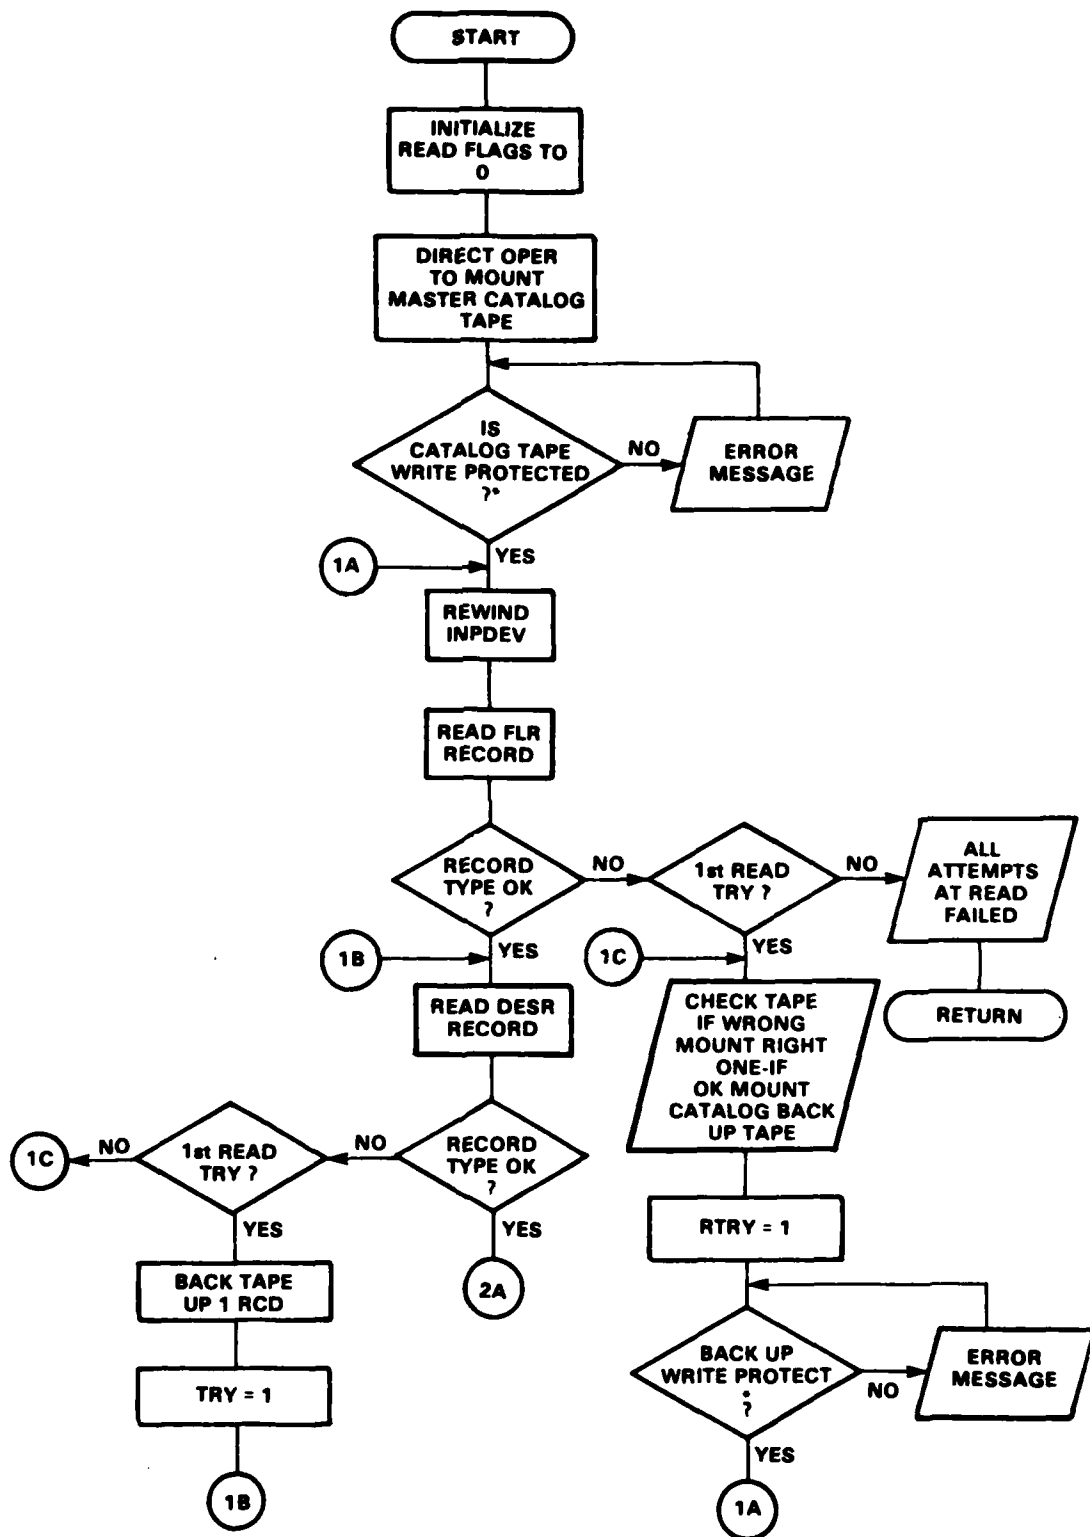 START
INITIALIZE
READ FLAGS TO
0
DIRECT OPER
TO MOUNT
MASTER CATALOG
TAPE
IS
CATALOG TAPE
WRITE PROTECTED
?*
NO
ERROR
MESSAGE
YES
1A
REWIND
INPDEV
READ FLR
RECORD
RECORD
TYPE OK
?
NO
1st READ
TRY ?
NO
ALL
ATTEMPTS
AT READ
FAILED
RETURN
YES
1B
YES
1C
READ DESR
RECORD
CHECK TAPE
IF WRONG
MOUNT RIGHT
ONE-IF
OK MOUNT
CATALOG BACK
UP TAPE
RECORD
TYPE OK
?
NO
1st READ
TRY ?
NO
1C
YES
2A
YES
BACK TAPE
UP 1 RCD
TRY = 1
1B
RTRY = 1
BACK UP
WRITE PROTECT
*
?
NO
ERROR
MESSAGE
YES
1A